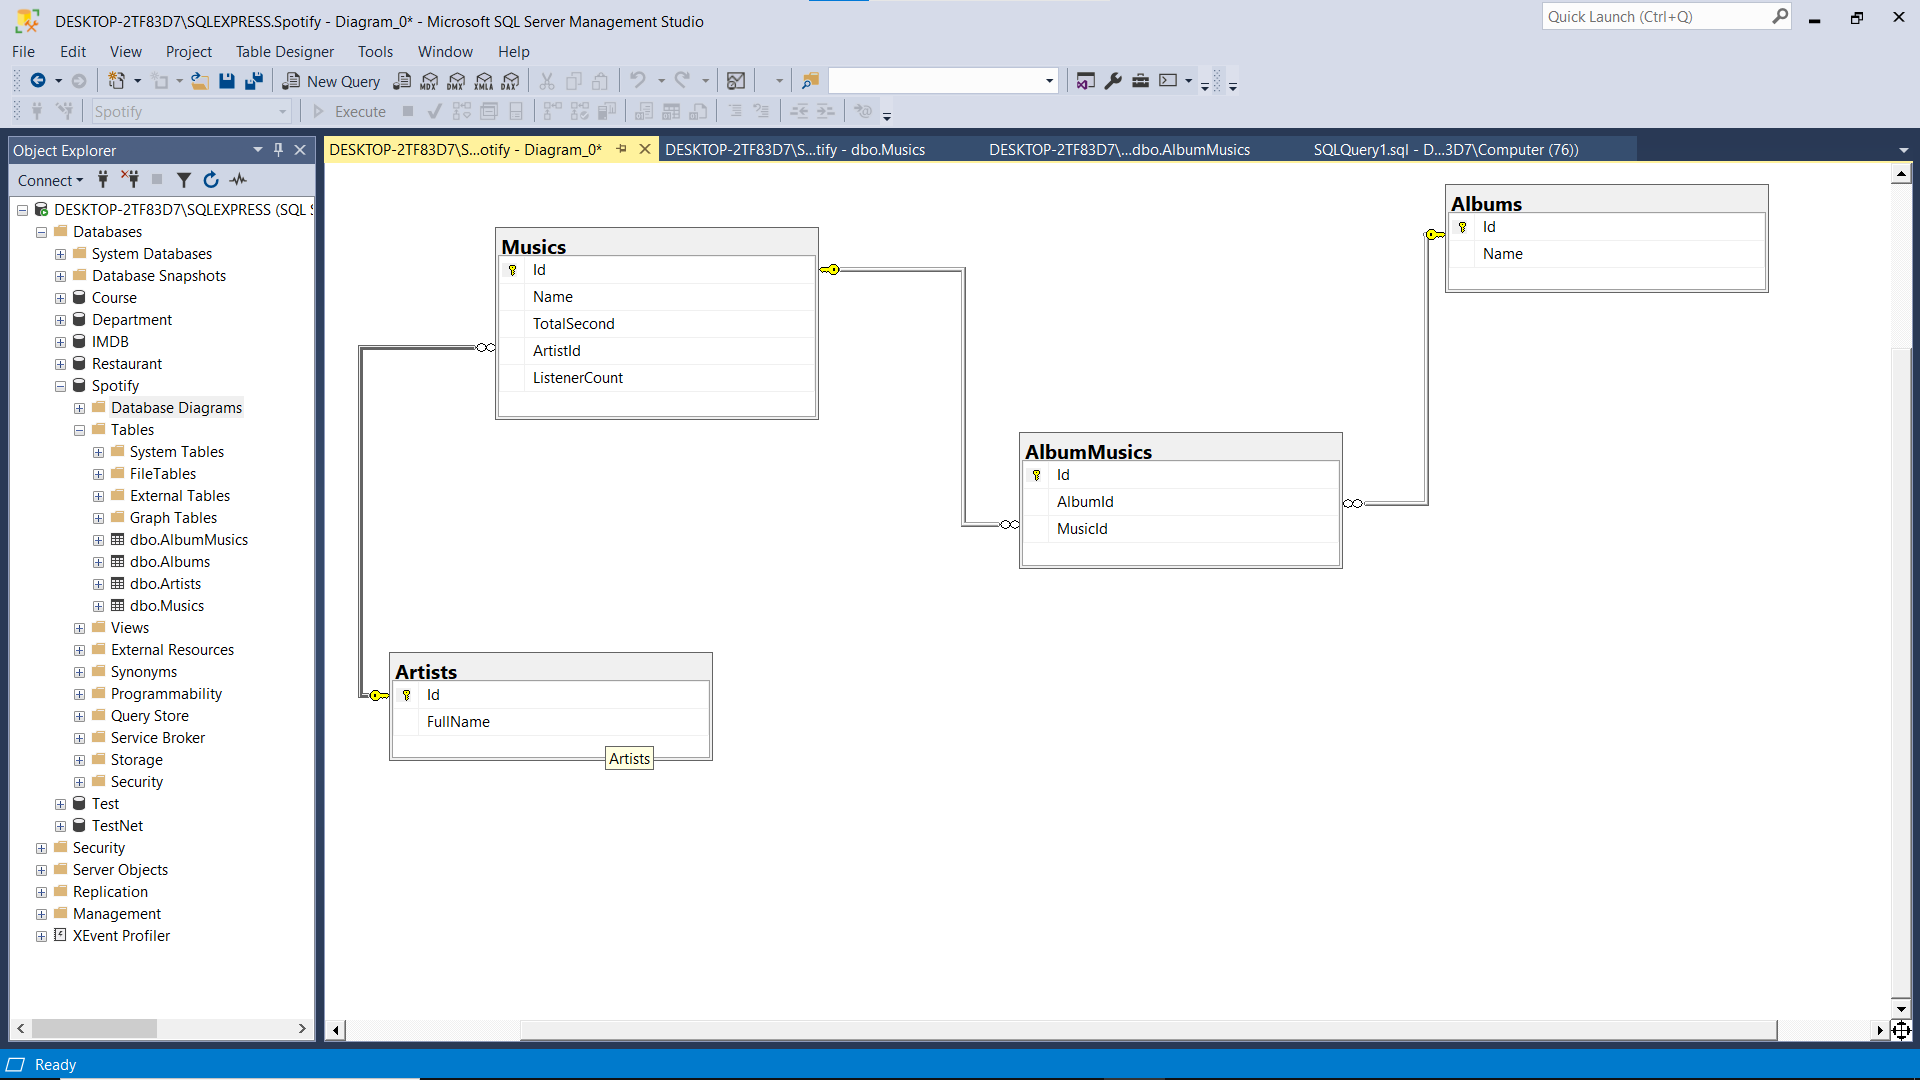 DESKTOP-2TF83D7\SQLEXPRESS.Spotify - Diagram_0* - Microsoft SQL Server Management Studio
Quick Launch (Ctrl+Q)
File Edit View Project Table Designer Tools Window Help
New Query MDX DMX XMLA DAX
Spotify Execute
Object Explorer
DESKTOP-2TF83D7\S...otify - Diagram_0* DESKTOP-2TF83D7\S...tify - dbo.Musics DESKTOP-2TF83D7\...dbo.AlbumMusics SQLQuery1.sql - D...3D7\Computer (76))
Connect
DESKTOP-2TF83D7\SQLEXPRESS (SQL S
Databases
System Databases
Database Snapshots
Course
Department
IMDB
Restaurant
Spotify
Database Diagrams
Tables
System Tables
FileTables
External Tables
Graph Tables
dbo.AlbumMusics
dbo.Albums
dbo.Artists
dbo.Musics
Views
External Resources
Synonyms
Programmability
Query Store
Service Broker
Storage
Security
Test
TestNet
Security
Server Objects
Replication
Management
XEvent Profiler
Musics
Id
Name
TotalSecond
ArtistId
ListenerCount
Albums
Id
Name
AlbumMusics
Id
AlbumId
MusicId
Artists
Id
FullName
Artists
Ready